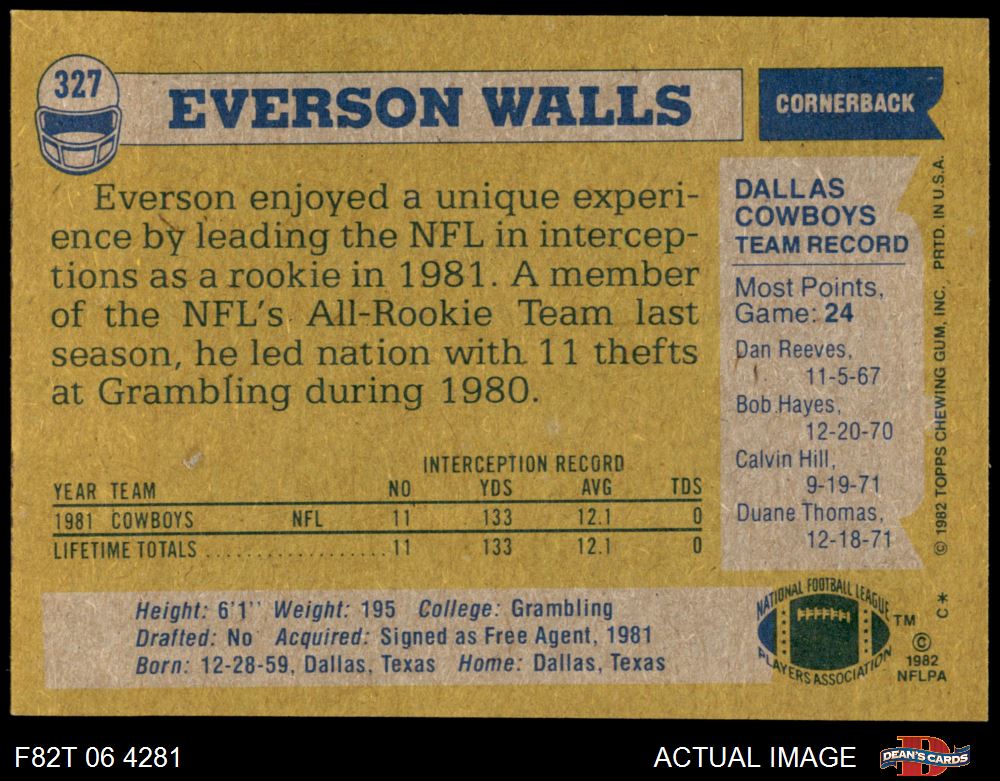 327
EVERSON WALLS
CORNERBACK
Everson enjoyed a unique experi-
ence by leading the NFL in intercep-
tions as a rookie in 1981. A member
of the NFL's All-Rookie Team last
season, he led nation with 11 thefts
at Grambling during 1980.
INTERCEPTION RECORD
YEAR TEAM NO YDS AVG TDS
1981 COWBOYS NFL 11 133 12.1 0
LIFETIME TOTALS ................. 11 133 12.1 0
Height: 6'1" Weight: 195 College: Grambling
Drafted: No Acquired: Signed as Free Agent, 1981
Born: 12-28-59, Dallas, Texas Home: Dallas, Texas
DALLAS
COWBOYS
TEAM RECORD
Most Points,
Game: 24
Dan Reeves,
11-5-67
Bob Hayes,
12-20-70
Calvin Hill,
9-19-71
Duane Thomas,
12-18-71
© 1982 TOPPS CHEWING GUM, INC. PRTD. IN U.S.A.
C*
NATIONAL FOOTBALL LEAGUE
PLAYERS ASSOCIATION
TM
©
1982
NFLPA
F82T 06 4281
ACTUAL IMAGE
DEAN'S CARDS